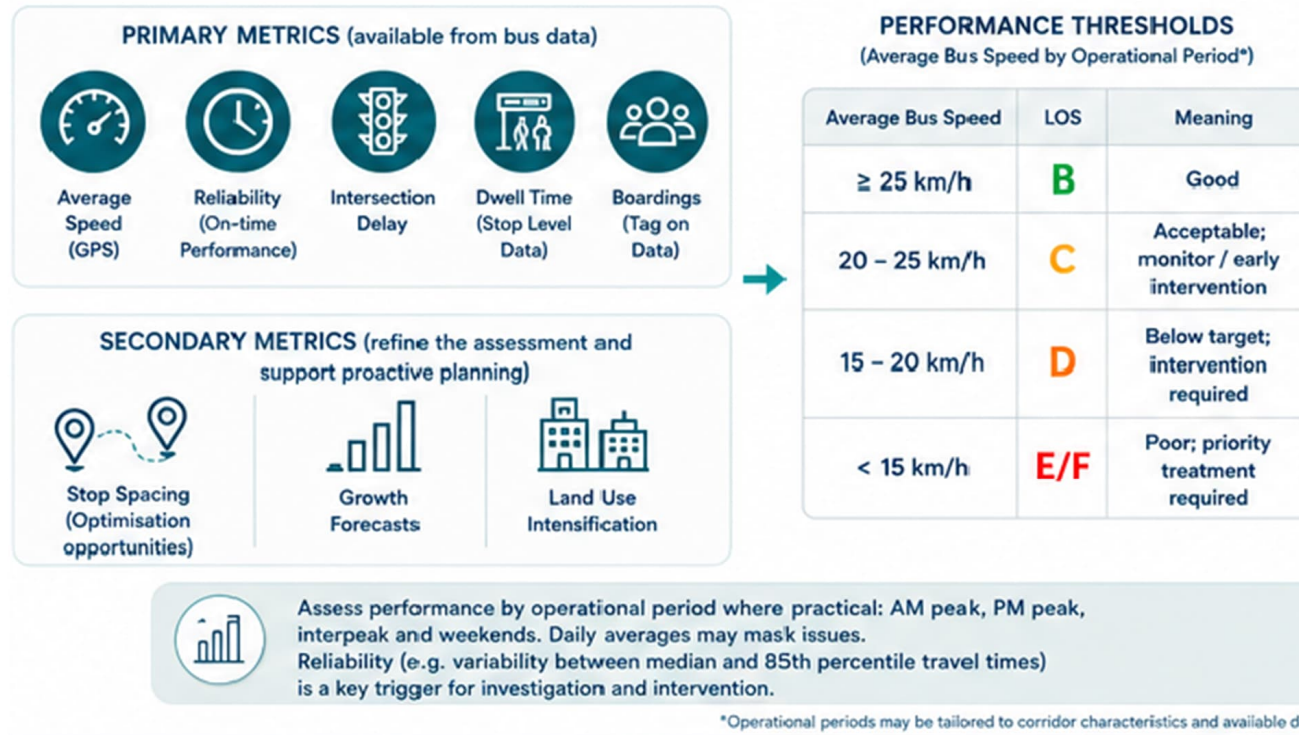 PRIMARY METRICS (available from bus data)
Average
Speed
(GPS)
Reliability
(On-time
Performance)
Intersection
Delay
Dwell Time
(Stop Level
Data)
Boardings
(Tag on
Data)
SECONDARY METRICS (refine the assessment and
support proactive planning)
Stop Spacing
(Optimisation
opportunities)
Growth
Forecasts
Land Use
Intensification
PERFORMANCE THRESHOLDS
(Average Bus Speed by Operational Period*)
Average Bus Speed LOS Meaning
≥ 25 km/h B Good
20 – 25 km/h C Acceptable;
monitor / early
intervention
15 – 20 km/h D Below target;
intervention
required
< 15 km/h E/F Poor; priority
treatment
required
Assess performance by operational period where practical: AM peak, PM peak,
interpeak and weekends. Daily averages may mask issues.
Reliability (e.g. variability between median and 85th percentile travel times)
is a key trigger for investigation and intervention.
*Operational periods may be tailored to corridor characteristics and available d